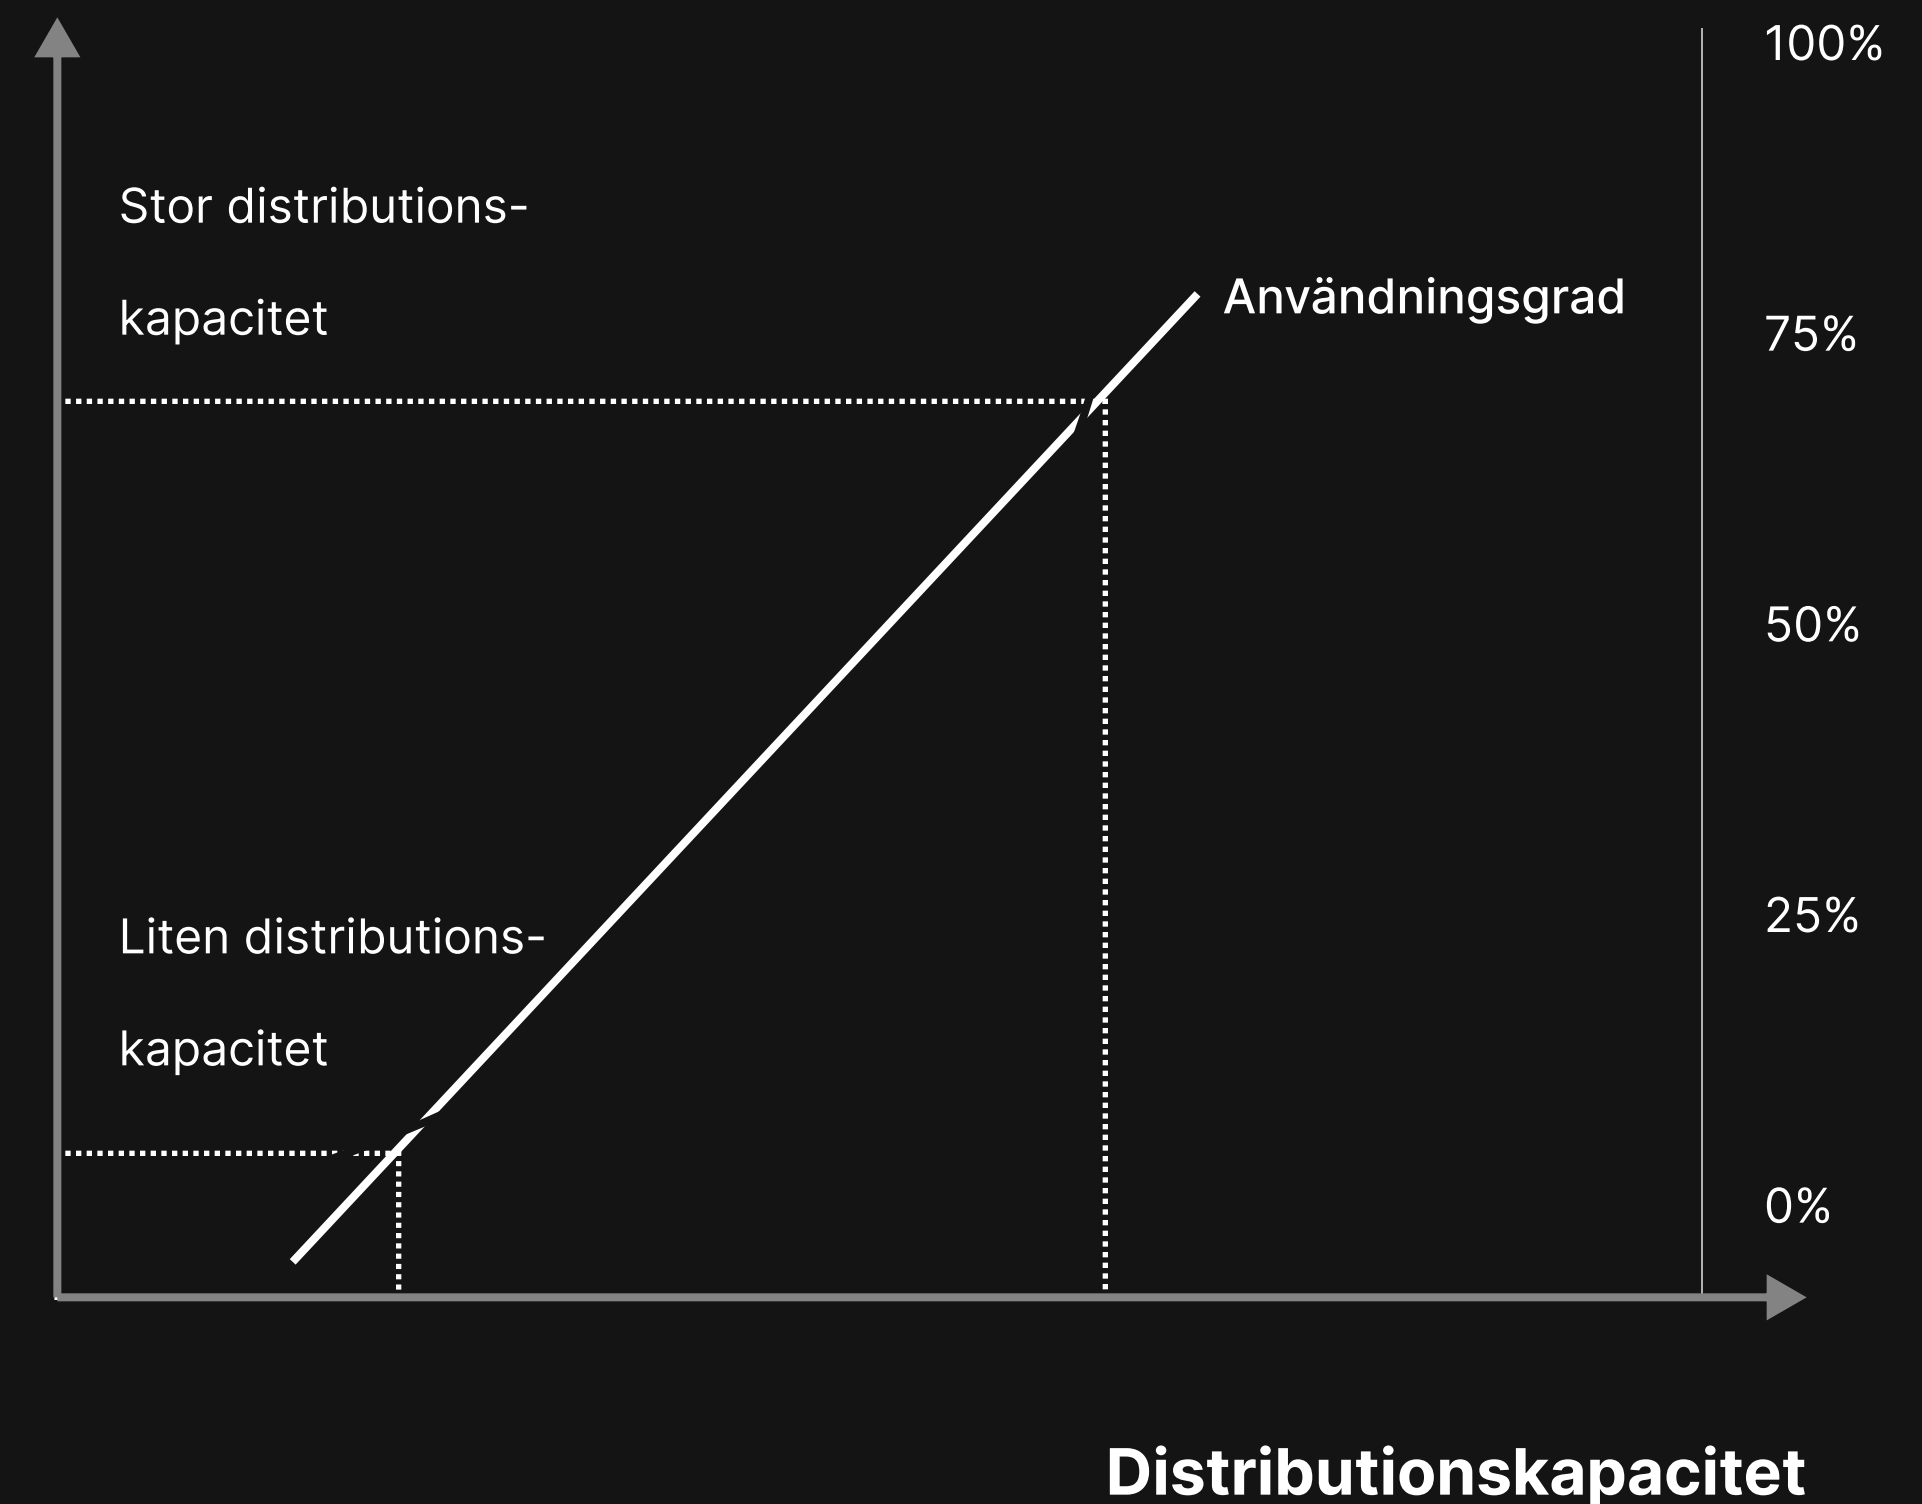 100%
Stor distributions-
Användningsgrad
kapacitet
75%
50%
25%
Liten distributions-
kapacitet
0%
Distributionskapacitet